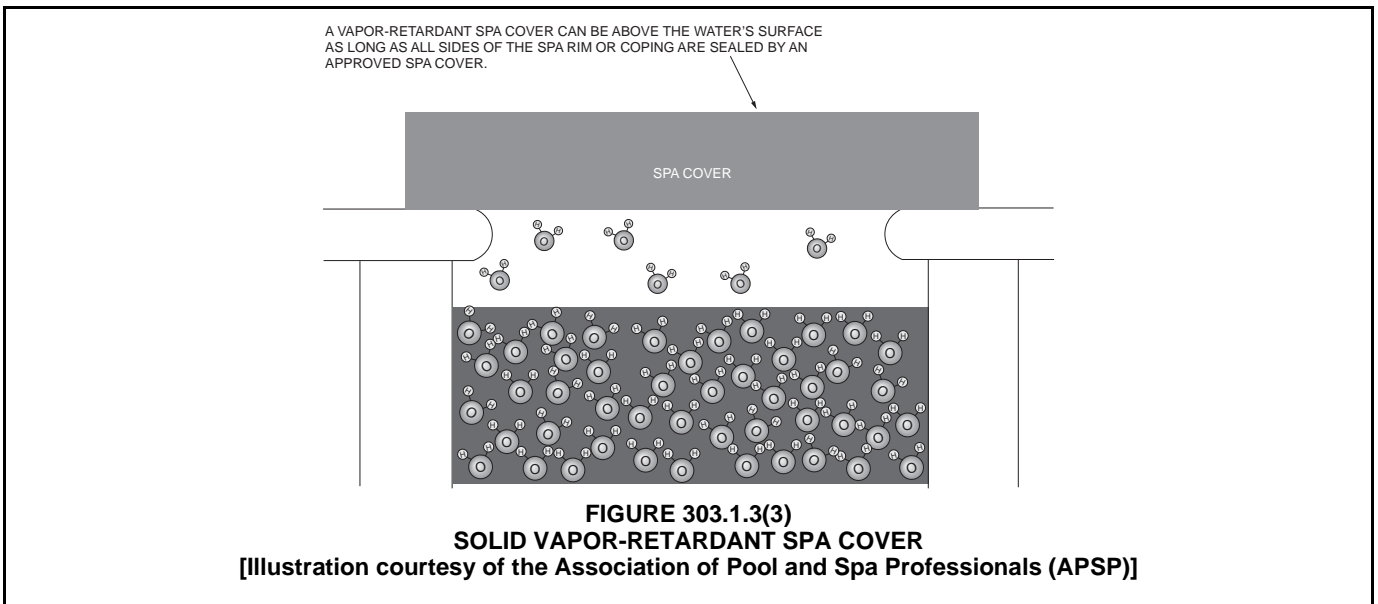 A VAPOR-RETARDANT SPA COVER CAN BE ABOVE THE WATER'S SURFACE
AS LONG AS ALL SIDES OF THE SPA RIM OR COPING ARE SEALED BY AN
APPROVED SPA COVER.
SPA COVER
FIGURE 303.1.3(3)
SOLID VAPOR-RETARDANT SPA COVER
[Illustration courtesy of the Association of Pool and Spa Professionals (APSP)]